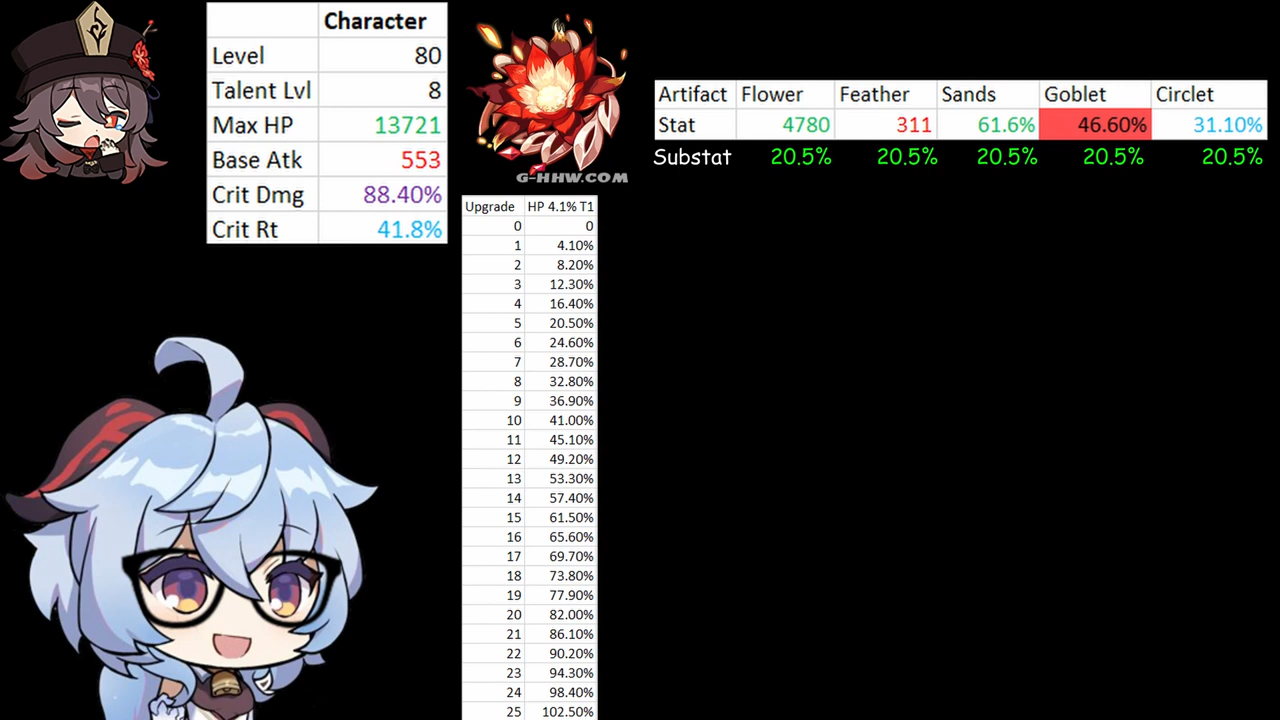 Character
Level 80
Talent Lvl 8
Max HP 13721
Base Atk 553
Crit Dmg 88.40%
Crit Rt 41.8%
G-HHW.COM
Artifact Flower Feather Sands Goblet Circlet
Stat 4780 311 61.6% 46.60% 31.10%
Substat 20.5% 20.5% 20.5% 20.5% 20.5%
Upgrade HP 4.1% T1
0 0
1 4.10%
2 8.20%
3 12.30%
4 16.40%
5 20.50%
6 24.60%
7 28.70%
8 32.80%
9 36.90%
10 41.00%
11 45.10%
12 49.20%
13 53.30%
14 57.40%
15 61.50%
16 65.60%
17 69.70%
18 73.80%
19 77.90%
20 82.00%
21 86.10%
22 90.20%
23 94.30%
24 98.40%
25 102.50%